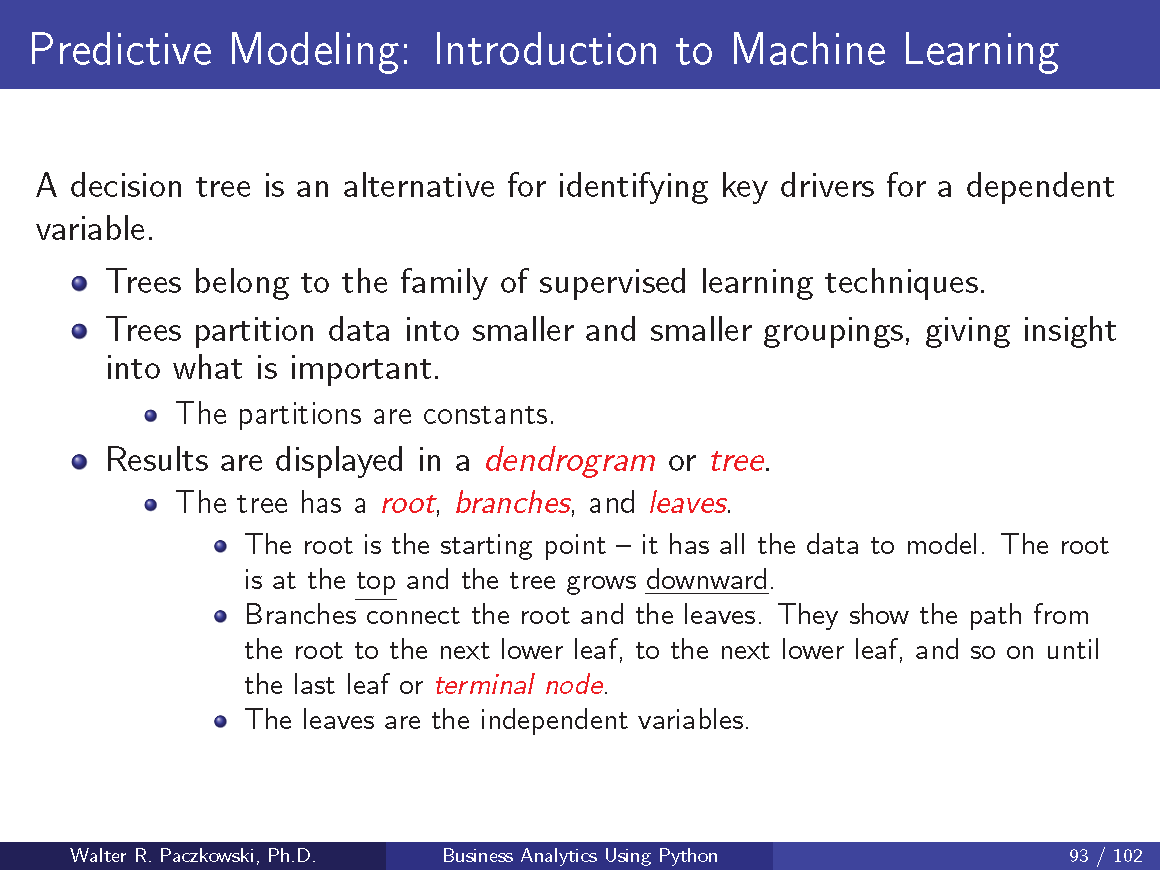 Predictive Modeling: Introduction to Machine Learning
A decision tree is an alternative for identifying key drivers for a dependent
variable.
Trees belong to the family of supervised learning techniques.
Trees partition data into smaller and smaller groupings, giving insight
into what is important.
The partitions are constants.
Results are displayed in a dendrogram or tree.
The tree has a root, branches, and leaves.
The root is the starting point – it has all the data to model. The root
is at the top and the tree grows downward.
Branches connect the root and the leaves. They show the path from
the root to the next lower leaf, to the next lower leaf, and so on until
the last leaf or terminal node.
The leaves are the independent variables.
Walter R. Paczkowski, Ph.D.
Business Analytics Using Python
93 / 102